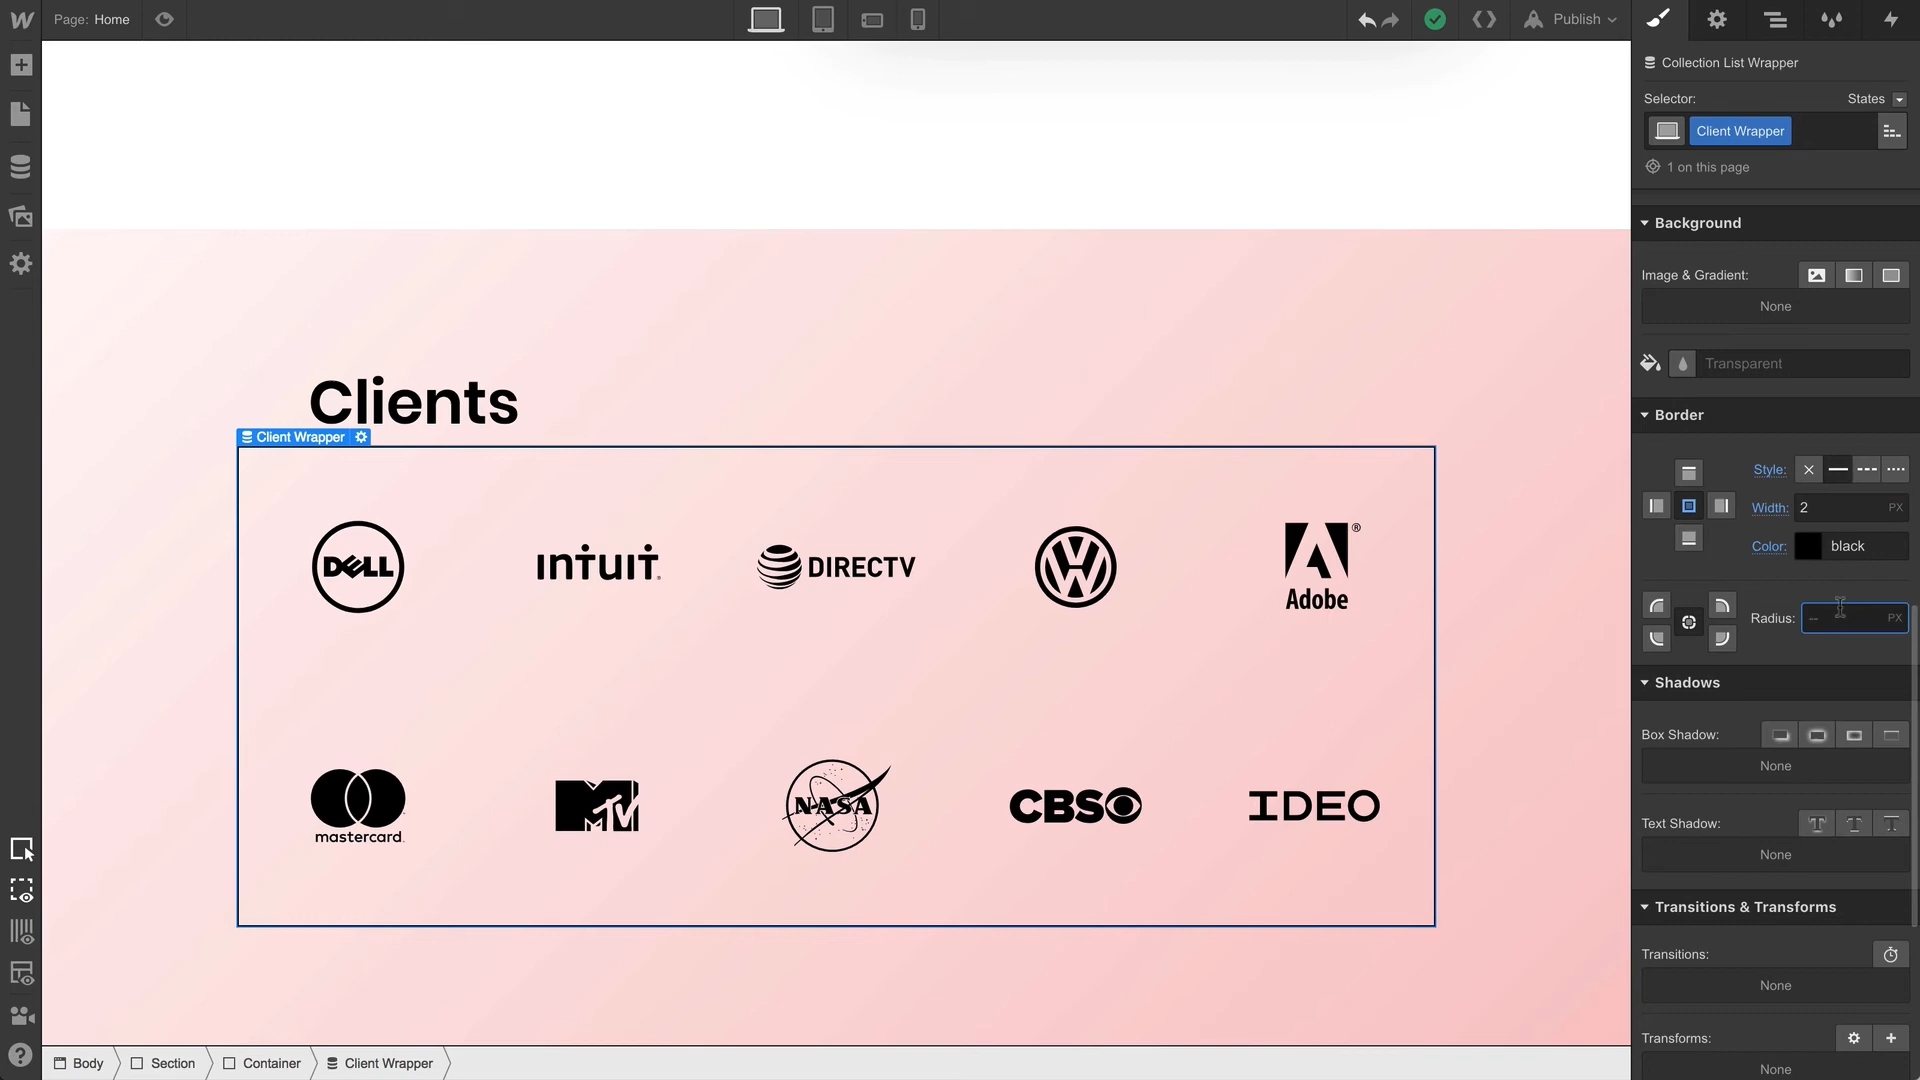 Page: Home
Publish
Collection List Wrapper
Selector:
States
Client Wrapper
1 on this page
Background
Image & Gradient:
None
Transparent
Border
Style:
Width: 2 PX
Color: black
Radius: -- PX
Shadows
Box Shadow:
None
Text Shadow:
None
Transitions & Transforms
Transitions:
None
Transforms:
None
Clients
Client Wrapper
DELL
intuit.
DIRECTV
Adobe
®
mastercard.
MTV
NASA
CBS
IDEO
Body
Section
Container
Client Wrapper